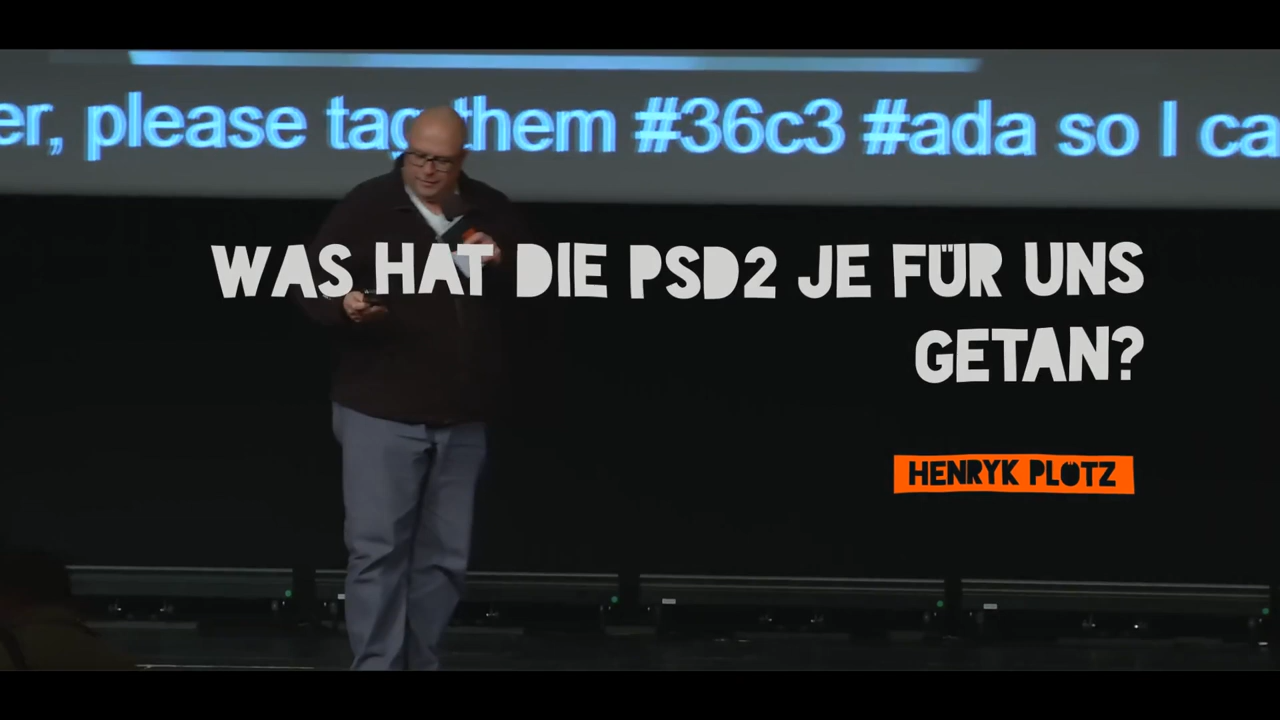 er, please tag them #36c3 #ada so I ca
WAS HAT DIE PSD2 JE FÜR UNS
GETAN?
HENRYK PLÖTZ